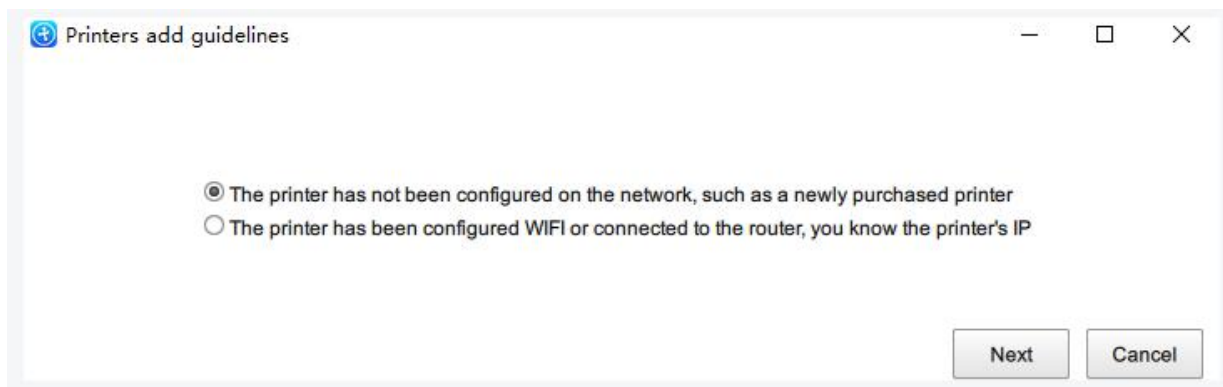 Printers add guidelines
The printer has not been configured on the network, such as a newly purchased printer
The printer has been configured WIFI or connected to the router, you know the printer's IP
Next Cancel